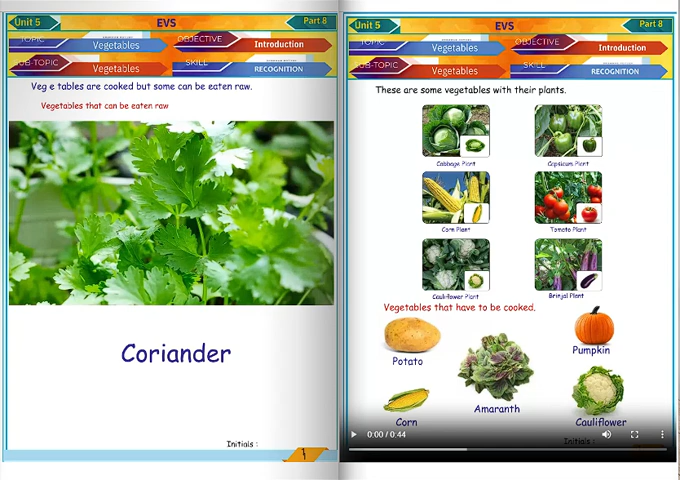 Unit 5
EVS
Part 8
TOPIC
Vegetables
OBJECTIVE
Introduction
SUB-TOPIC
Vegetables
SKILL
RECOGNITION
Veg e tables are cooked but some can be eaten raw.
Vegetables that can be eaten raw
Coriander
Initials :
1
Unit 5
EVS
Part 8
TOPIC
Vegetables
OBJECTIVE
Introduction
SUB-TOPIC
Vegetables
SKILL
RECOGNITION
These are some vegetables with their plants.
Cabbage Plant
Capsicum Plant
Corn Plant
Tomato Plant
Cauliflower Plant
Brinjal Plant
Vegetables that have to be cooked.
Potato
Pumpkin
Corn
Amaranth
Cauliflower
0:00 / 0:44
Initials :